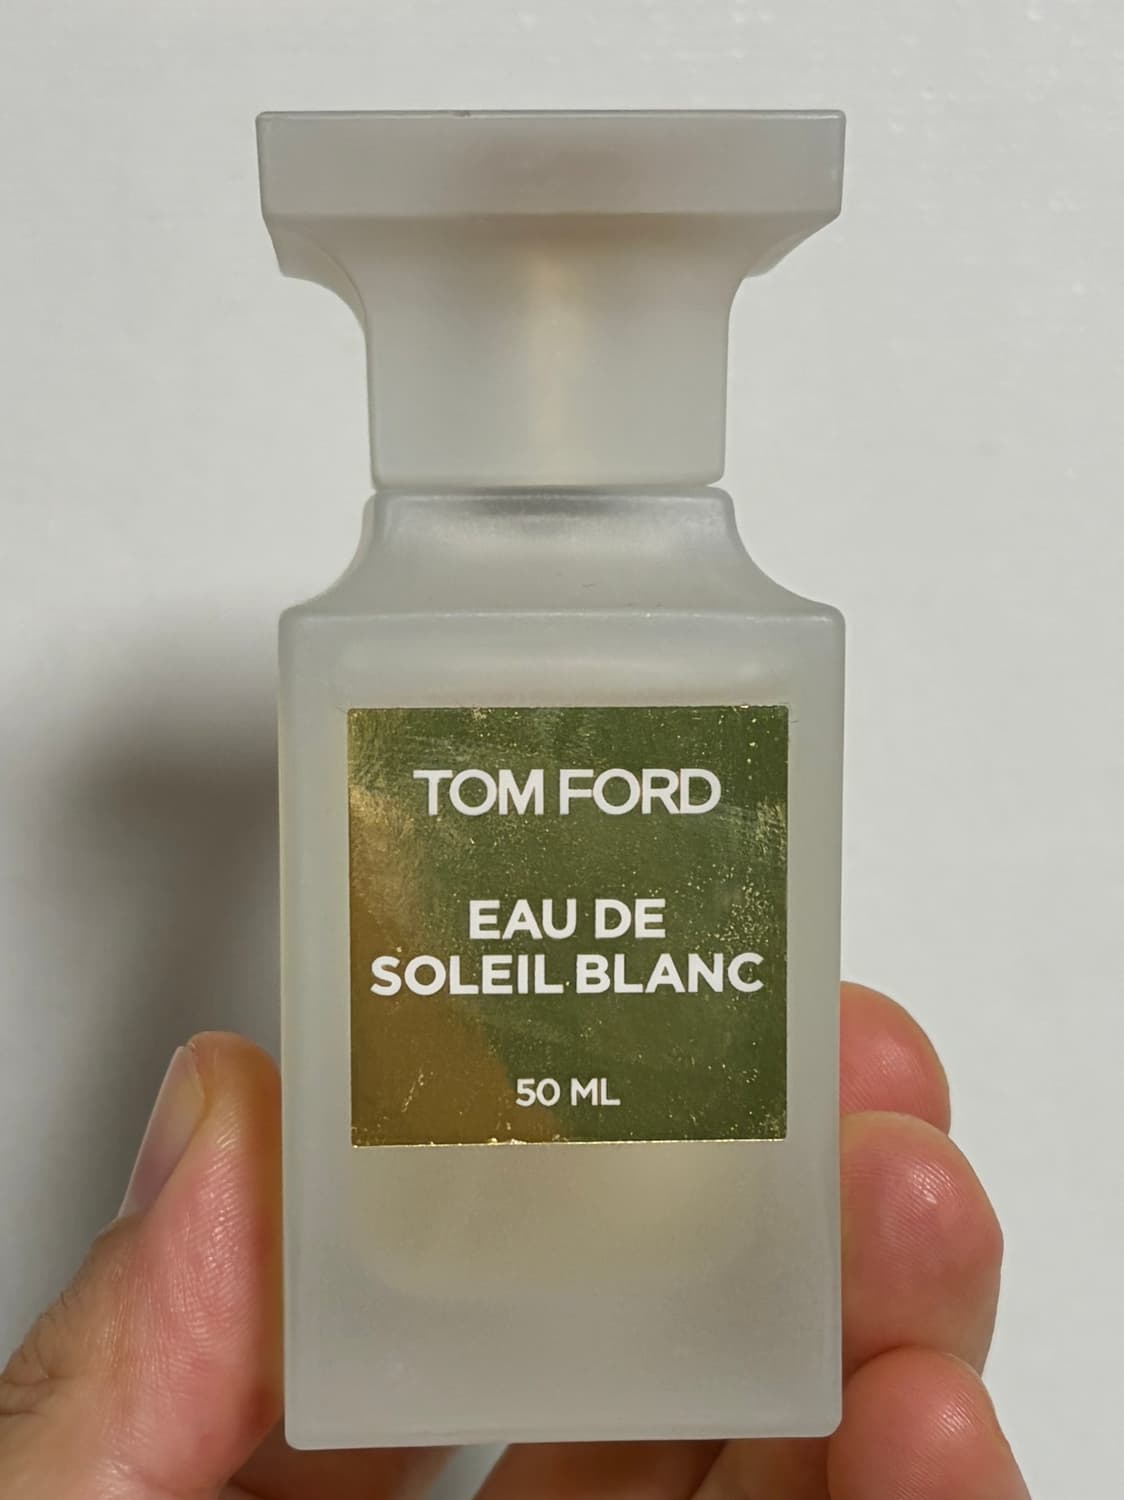 TOM FORD
EAU DE
SOLEIL BLANC
50 ML